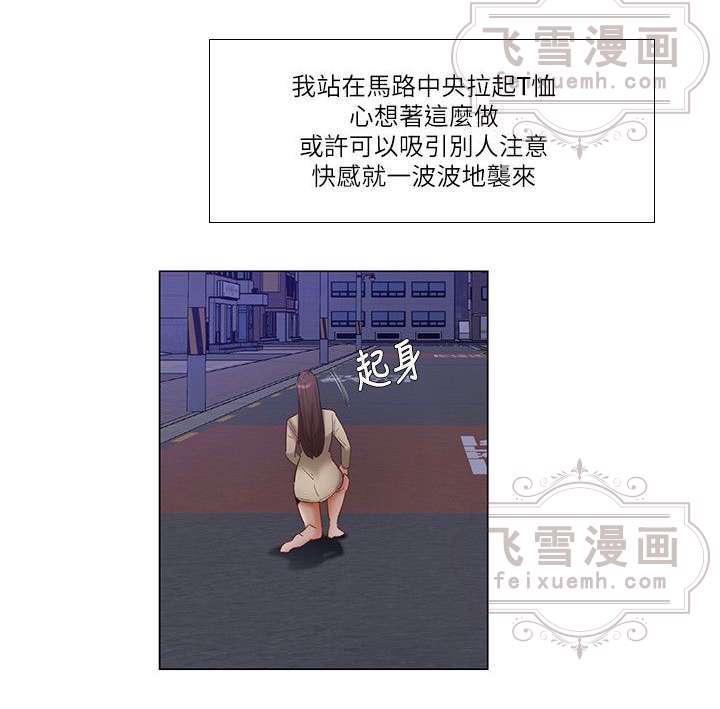 飞雪漫画
feixuemh.com
我站在馬路中央拉起T恤
心想著這麼做
或許可以吸引別人注意
快感就一波波地襲來
起身
飞雪漫画
feixuemh.com